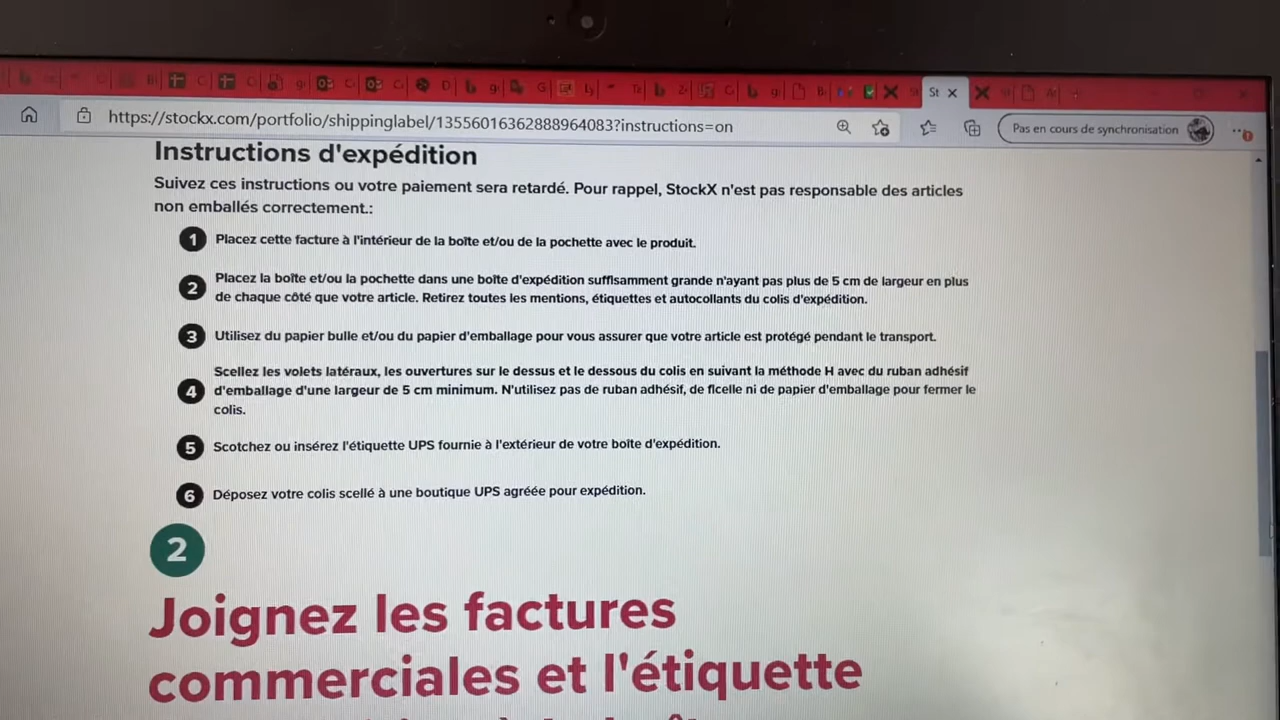 St
https://stockx.com/portfolio/shippinglabel/13556016362888964083?instructions=on
Pas en cours de synchronisation
Instructions d'expédition
Suivez ces instructions ou votre paiement sera retardé. Pour rappel, StockX n'est pas responsable des articles
non emballés correctement.:
1 Placez cette facture à l'intérieur de la boîte et/ou de la pochette avec le produit.
2 Placez la boîte et/ou la pochette dans une boîte d'expédition suffisamment grande n'ayant pas plus de 5 cm de largeur en plus
de chaque côté que votre article. Retirez toutes les mentions, étiquettes et autocollants du colis d'expédition.
3 Utilisez du papier bulle et/ou du papier d'emballage pour vous assurer que votre article est protégé pendant le transport.
4 Scellez les volets latéraux, les ouvertures sur le dessus et le dessous du colis en suivant la méthode H avec du ruban adhésif
d'emballage d'une largeur de 5 cm minimum. N'utilisez pas de ruban adhésif, de ficelle ni de papier d'emballage pour fermer le
colis.
5 Scotchez ou insérez l'étiquette UPS fournie à l'extérieur de votre boîte d'expédition.
6 Déposez votre colis scellé à une boutique UPS agréée pour expédition.
2
Joignez les factures
commerciales et l'étiquette